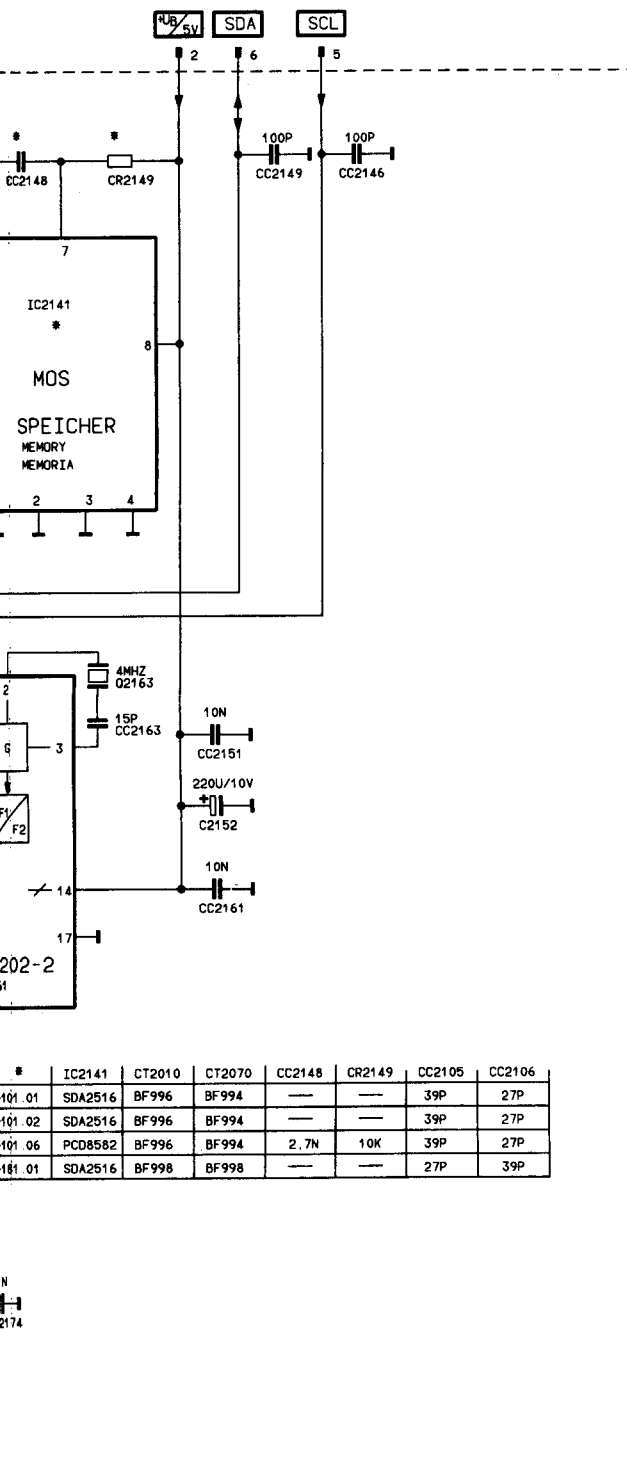 +UB/5V SDA SCL
2 6 5
* *
100P 100P
CC2148 CR2149 CC2149 CC2146
7
IC2141
*
8
MOS
SPEICHER
MEMORY
MEMORIA
2 3 4
4MHZ
Q2163
2
15P
CC2163
10N
G 3
CC2151
220U/10V
+
F1
F2
C2152
10N
14
CC2161
17
202-2
* IC2141 CT2010 CT2070 CC2148 CR2149 CC2105 CC2106
101.01 SDA2516 BF996 BF994 — — 39P 27P
101.02 SDA2516 BF996 BF994 — — 39P 27P
101.06 PCD8582 BF996 BF994 2,7N 10K 39P 27P
181.01 SDA2516 BF998 BF998 — — 27P 39P
N
2174